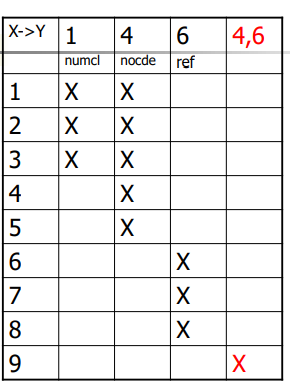 X->Y 1 4 6 4,6
numcl nocde ref
1 X X
2 X X
3 X X
4 X
5 X
6 X
7 X
8 X
9 X